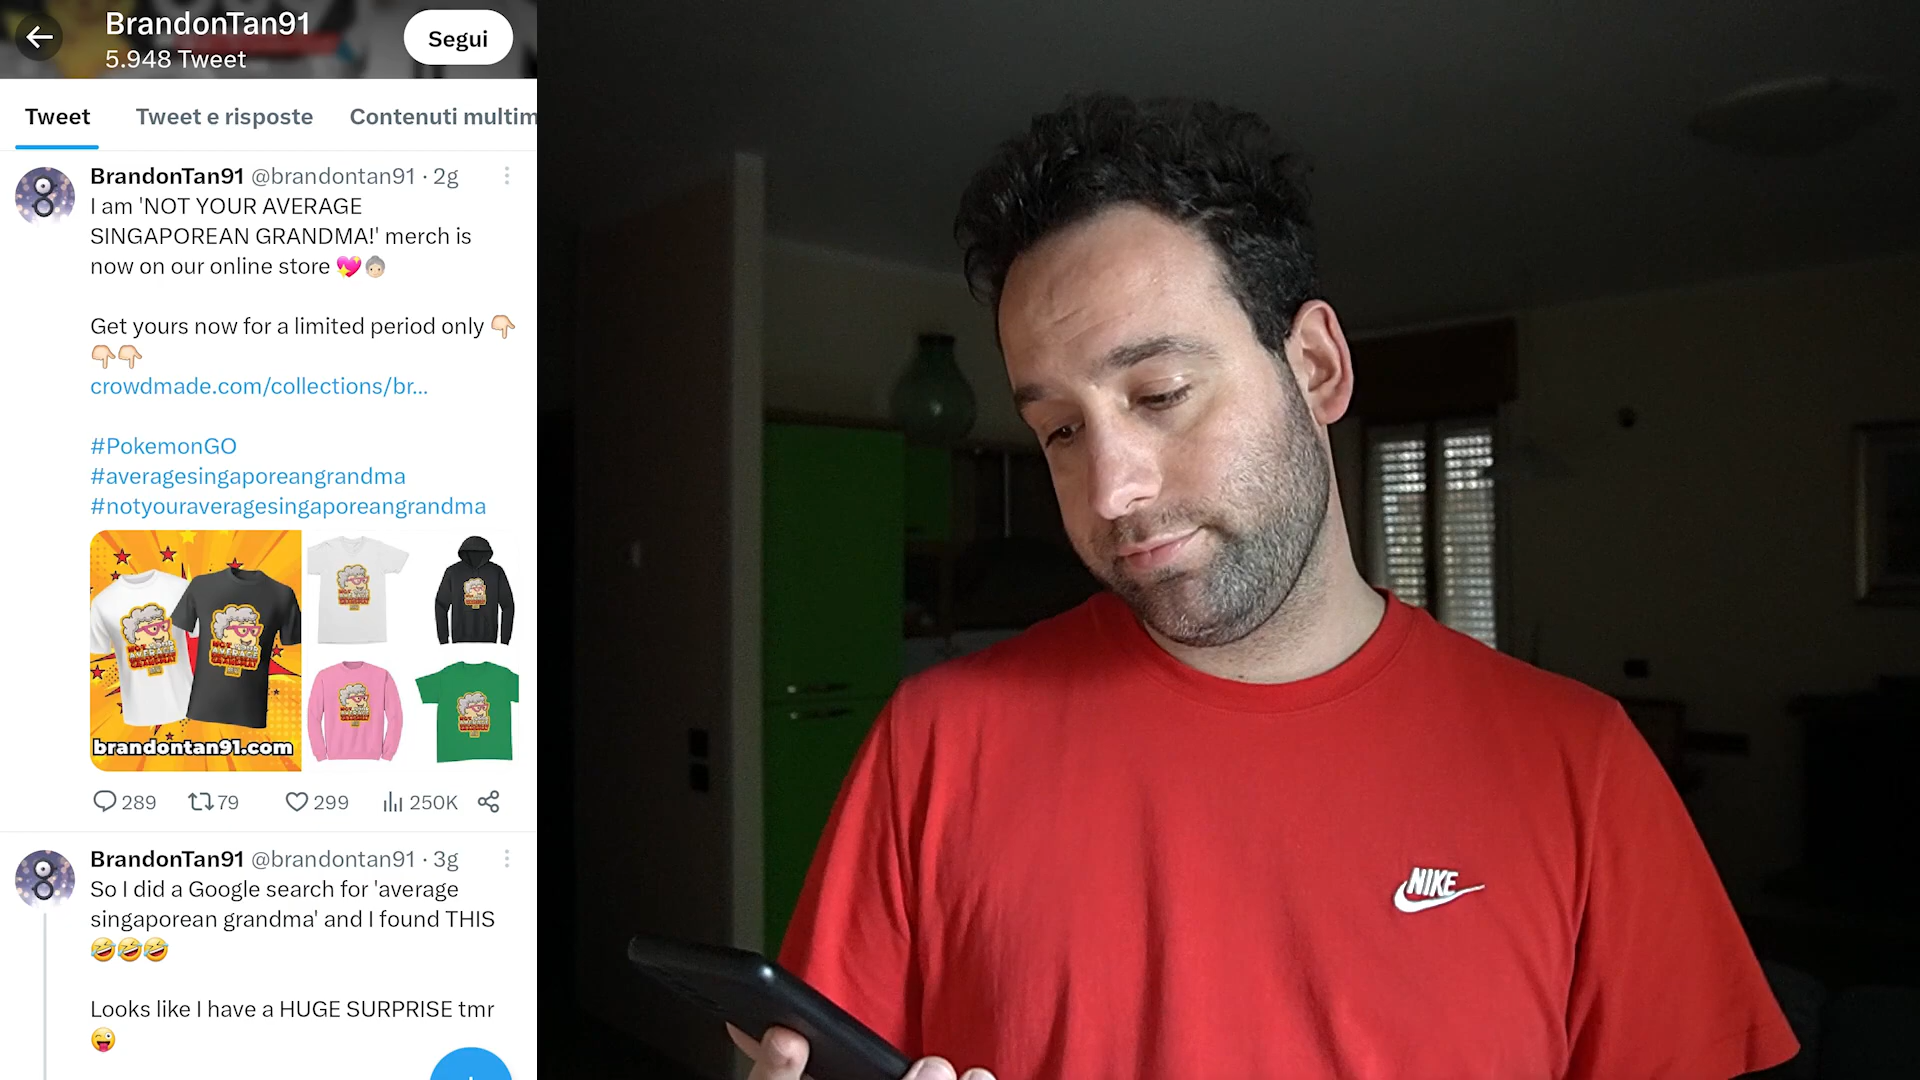 BrandonTan91
5.948 Tweet
Segui
Tweet
Tweet e risposte
Contenuti multim
BrandonTan91 @brandontan91 · 2g
I am 'NOT YOUR AVERAGE
SINGAPOREAN GRANDMA!' merch is
now on our online store 💖👵🏻
Get yours now for a limited period only 👇🏻
👇🏻👇🏻
crowdmade.com/collections/br...
#PokemonGO
#averagesingaporeangrandma
#notyouraveragesingaporeangrandma
brandontan91.com
289
79
299
250K
BrandonTan91 @brandontan91 · 3g
So I did a Google search for 'average
singaporean grandma' and I found THIS
🤣🤣🤣
Looks like I have a HUGE SURPRISE tmr
😜
NIKE